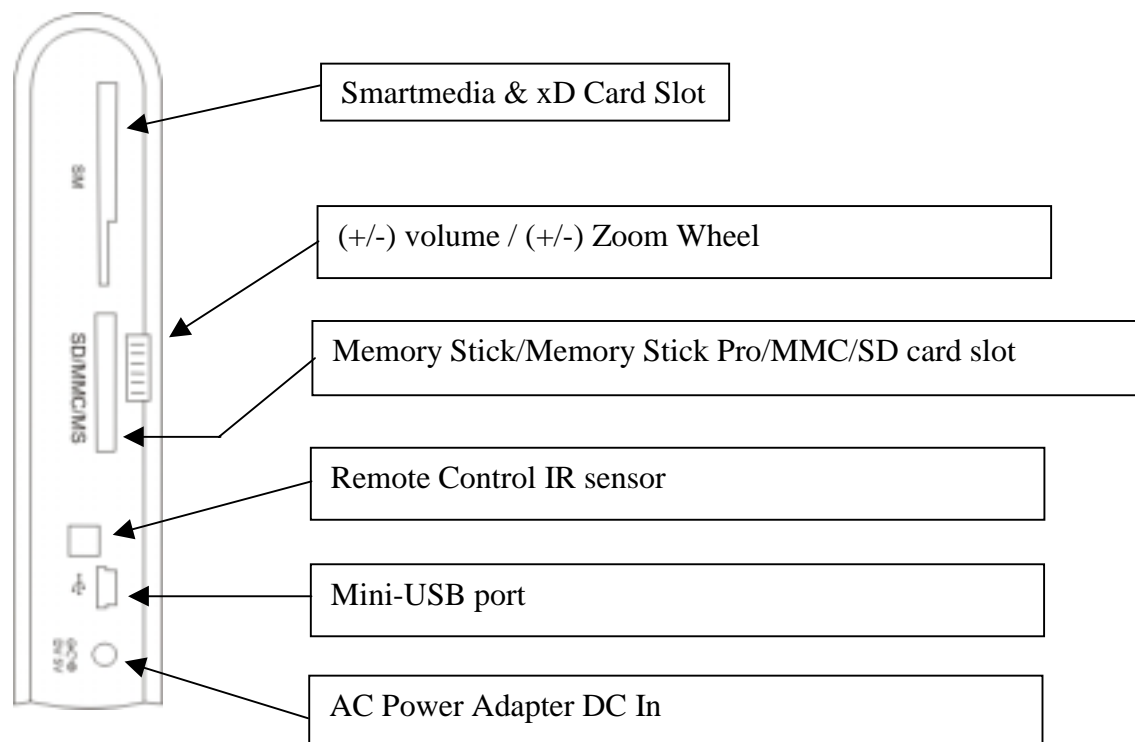 Smartmedia & xD Card Slot
SM
(+/-) volume / (+/-) Zoom Wheel
SD/MMC/MS
Memory Stick/Memory Stick Pro/MMC/SD card slot
Remote Control IR sensor
Mini-USB port
AC Power Adapter DC In